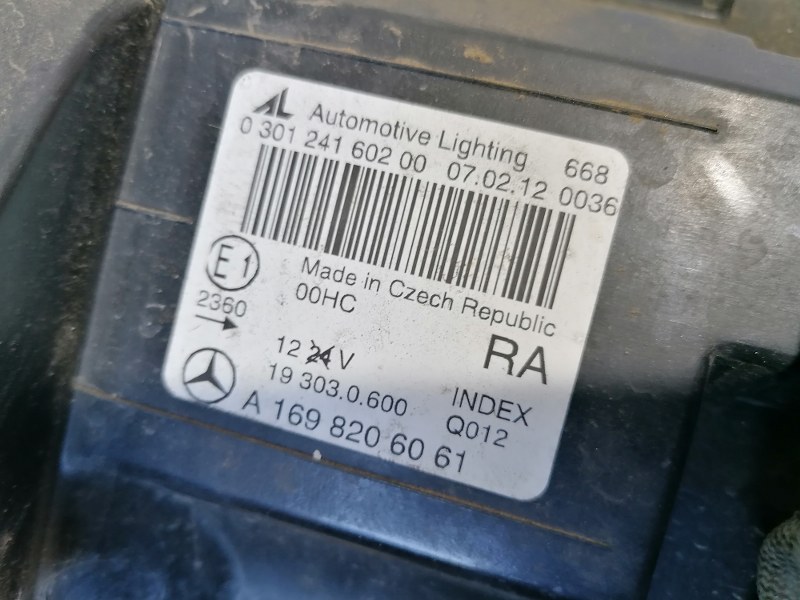 AL Automotive Lighting 668
0 301 241 602 00 07.02.12 0036
E1
Made in Czech Republic
2360
00HC
RA
12 24 V
19 303.0.600
INDEX
Q012
A 169 820 60 61